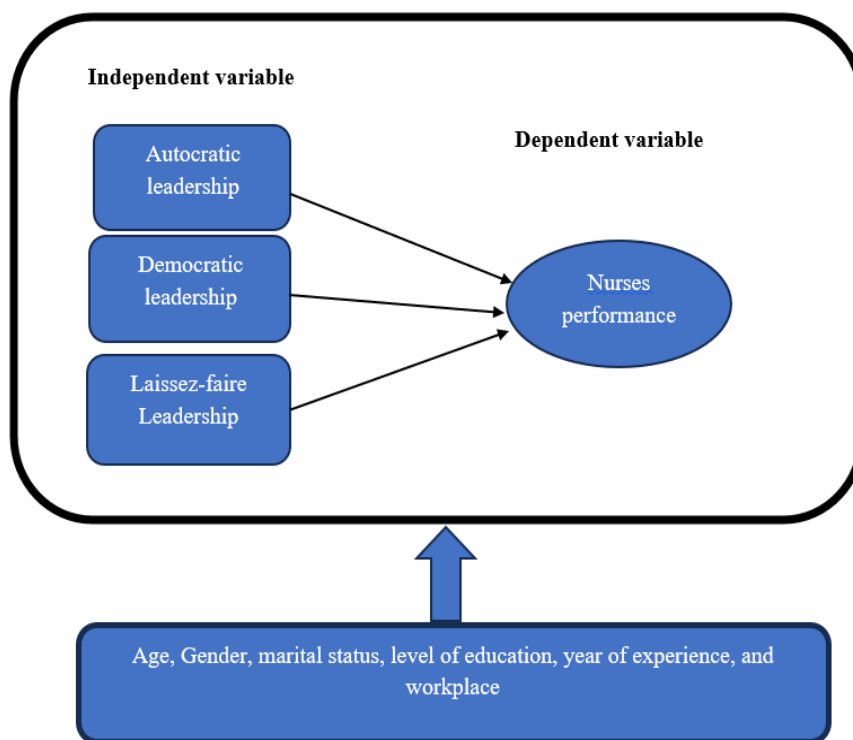 Independent variable
Autocratic
leadership
Dependent variable
Democratic
leadership
Nurses
performance
Laissez-faire
Leadership
Age, Gender, marital status, level of education, year of experience, and
workplace